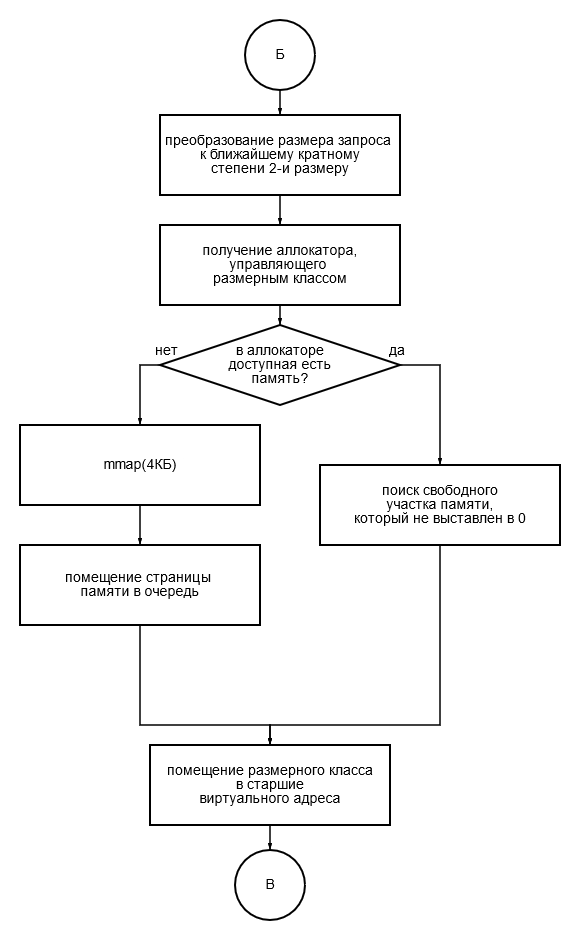 Б
преобразование размера запроса
к ближайшему кратному
степени 2-и размеру
получение аллокатора,
управляющего
размерным классом
нет
в аллокаторе
доступная есть
память?
да
mmap(4КБ)
поиск свободного
участка памяти,
который не выставлен в 0
помещение страницы
памяти в очередь
помещение размерного класса
в старшие
виртуального адреса
В